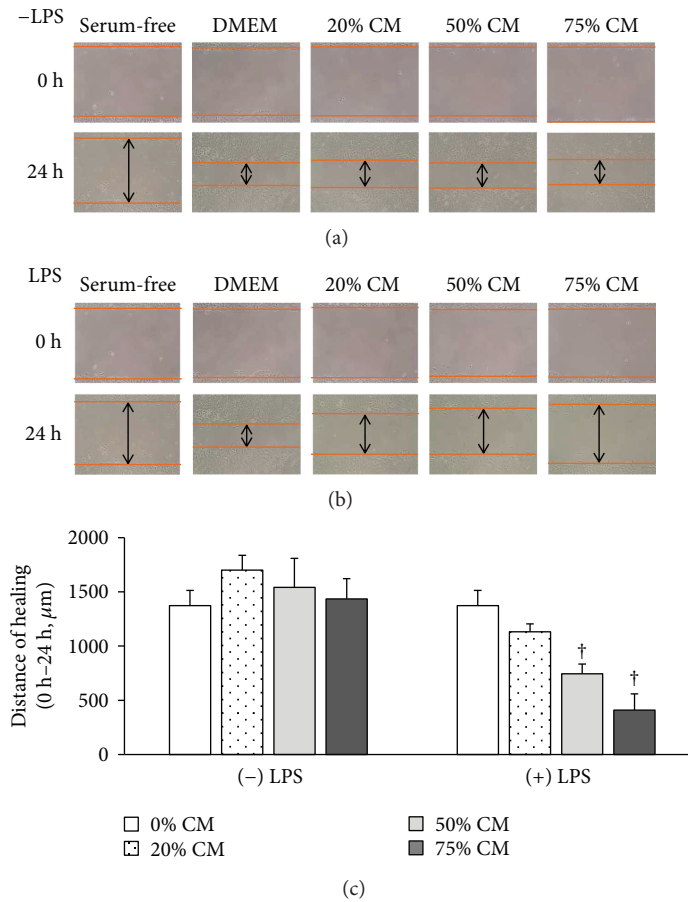 −LPS
Serum-free DMEM 20% CM 50% CM 75% CM
0 h
24 h
(a)
LPS
Serum-free DMEM 20% CM 50% CM 75% CM
0 h
24 h
(b)
Distance of healing
(0 h–24 h, μm)
2000
1500
1000
500
0
† †
(−) LPS (+) LPS
0% CM 50% CM
20% CM 75% CM
(c)